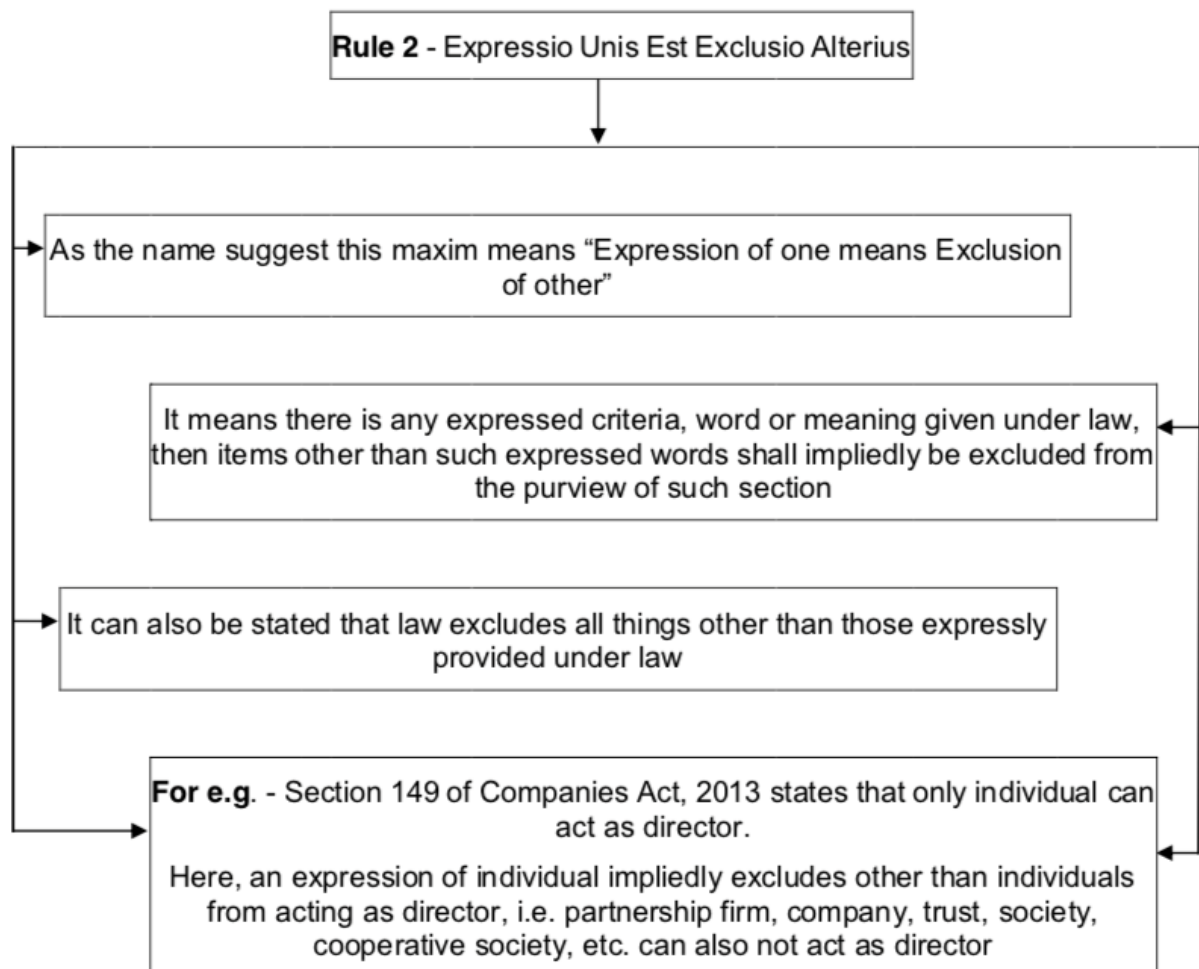 Rule 2 - Expressio Unis Est Exclusio Alterius
As the name suggest this maxim means “Expression of one means Exclusion
of other”
It means there is any expressed criteria, word or meaning given under law,
then items other than such expressed words shall impliedly be excluded from
the purview of such section
It can also be stated that law excludes all things other than those expressly
provided under law
For e.g. - Section 149 of Companies Act, 2013 states that only individual can
act as director.
Here, an expression of individual impliedly excludes other than individuals
from acting as director, i.e. partnership firm, company, trust, society,
cooperative society, etc. can also not act as director